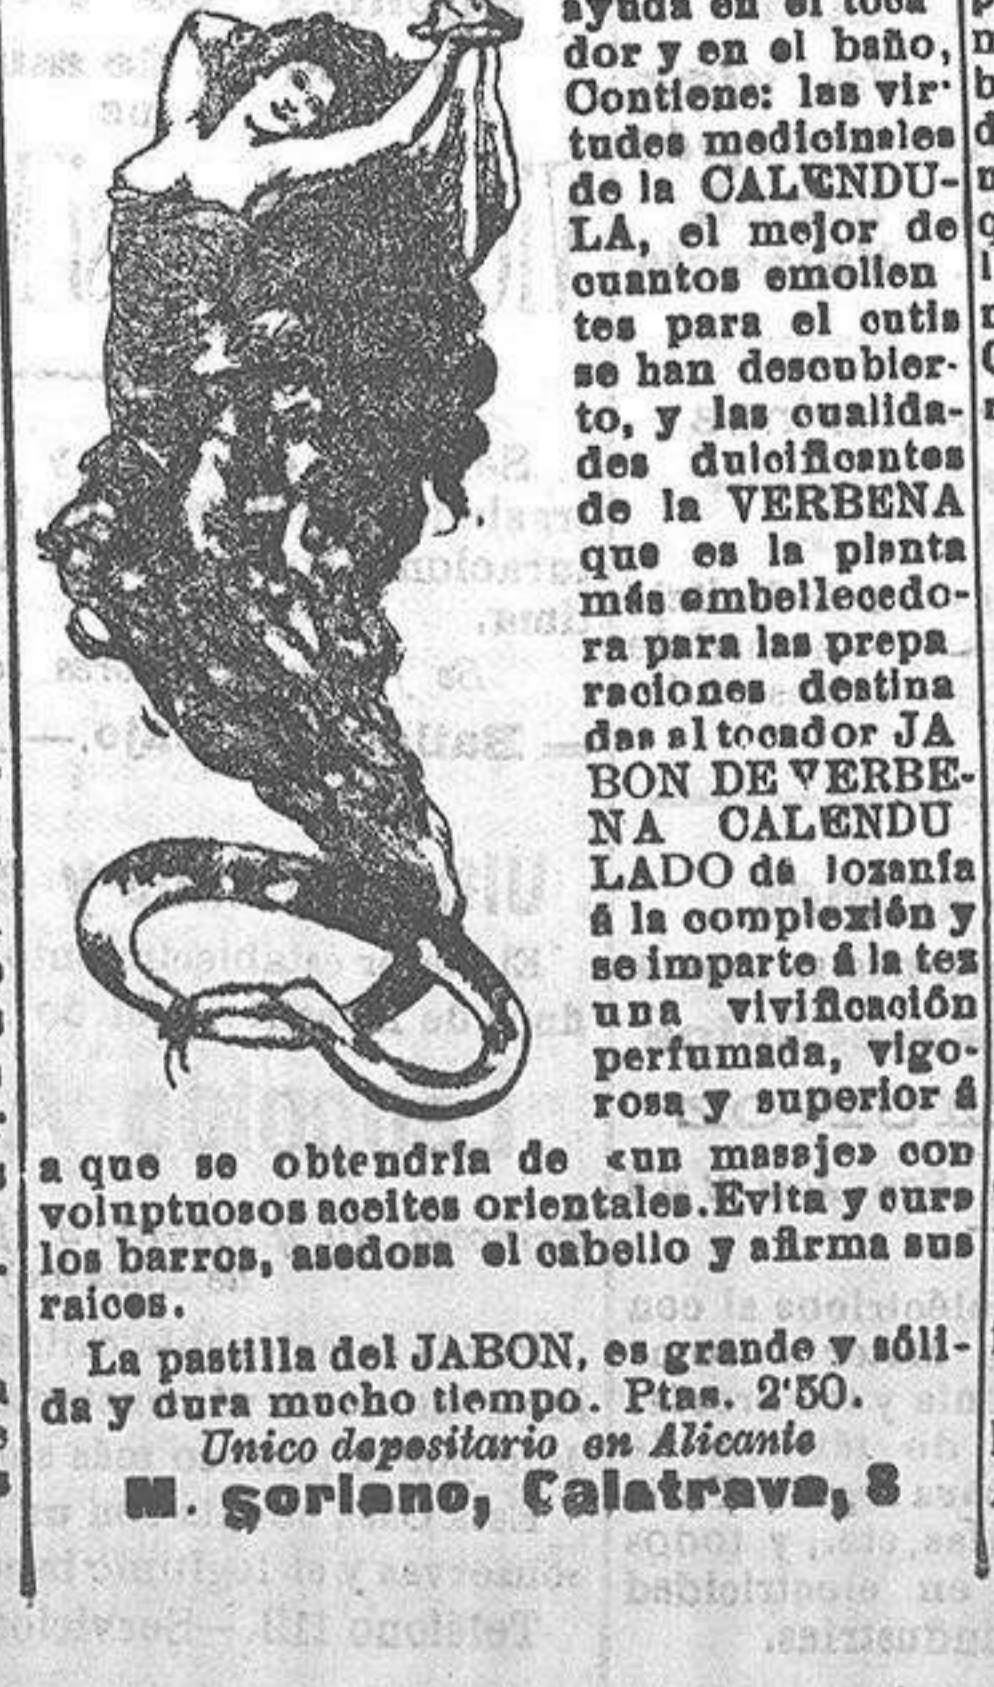 ayuda en el toca
dor y en el baño,
Contiene: las vir-
tudes medicinales
de la CALENDU-
LA, el mejor de
cuantos emolien
tes para el cutis
se han descubier-
to, y las cualida-
des dulcificantes
de la VERBENA
que es la planta
más embellecedo-
ra para las prepa
raciones destina
das al tocador JA
BON DE VERBE-
NA CALENDU
LADO da lozanía
á la complexión y
se imparte á la tez
una vivificación
perfumada, vigo-
rosa y superior á
a que se obtendría de «un masaje» con
voluptuosos aceites orientales. Evita y cura
los barros, asedosa el cabello y afirma sus
raices.
La pastilla del JABON, es grande y sóli-
da y dura mucho tiempo. Ptas. 2'50.
Unico depositario en Alicante
M. Soriano, Calatrava, 8